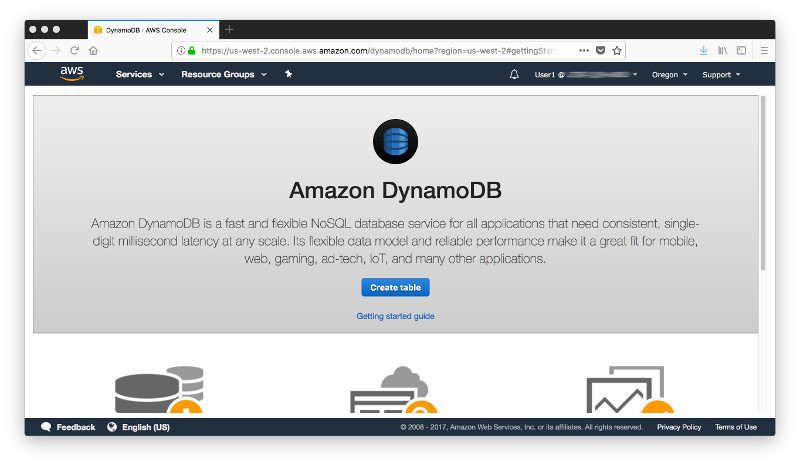 DynamoDB · AWS Console
https://us-west-2.console.aws.amazon.com/dynamodb/home?region=us-west-2#gettingStar
aws Services Resource Groups User1 @ Oregon Support
Amazon DynamoDB
Amazon DynamoDB is a fast and flexible NoSQL database service for all applications that need consistent, single-
digit millisecond latency at any scale. Its flexible data model and reliable performance make it a great fit for mobile,
web, gaming, ad-tech, IoT, and many other applications.
Create table
Getting started guide
Feedback English (US) © 2008 - 2017, Amazon Web Services, Inc. or its affiliates. All rights reserved. Privacy Policy Terms of Use